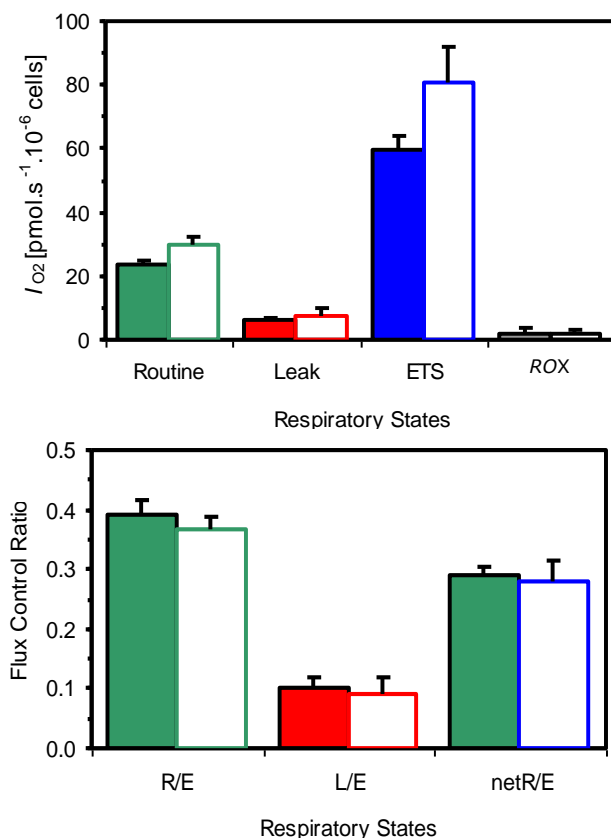 100
80
60
40
20
0
I O2 [pmol.s-1.10-6 cells]
Routine Leak ETS ROX
Respiratory States
0.5
0.4
0.3
0.2
0.1
0.0
Flux Control Ratio
R/E L/E netR/E
Respiratory States